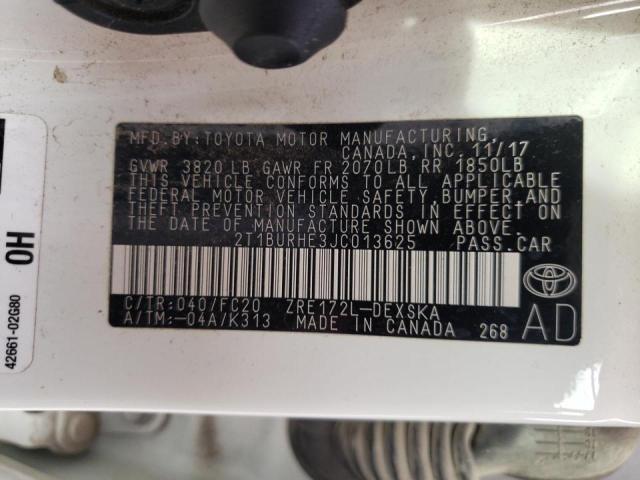 MFD.BY:TOYOTA MOTOR MANUFACTURING
CANADA, INC. 11/17
GVWR 3820 LB GAWR FR 2070LB RR 1850LB
THIS VEHICLE CONFORMS TO ALL APPLICABLE
FEDERAL MOTOR VEHICLE SAFETY, BUMPER, AND
THEFT PREVENTION STANDARDS IN EFFECT ON
THE DATE OF MANUFACTURE SHOWN ABOVE.
2T1BURHE3JC013625 PASS.CAR
C/TR:040/FC20 ZRE172L-DEXSKA
A/TM:-04A/K313 MADE IN CANADA 268
AD
OH
42661-02G80